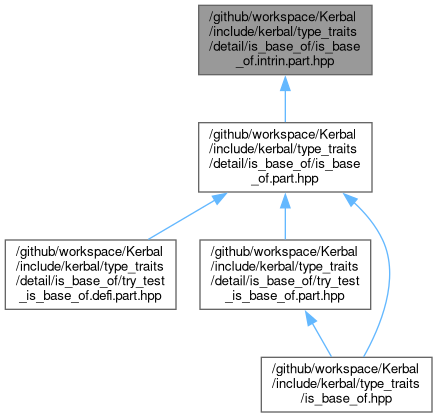 /github/workspace/Kerbal
/include/kerbal/type_traits
/detail/is_base_of/is_base
_of.intrin.part.hpp
/github/workspace/Kerbal
/include/kerbal/type_traits
/detail/is_base_of/is_base
_of.part.hpp
/github/workspace/Kerbal
/include/kerbal/type_traits
/detail/is_base_of/try_test
_is_base_of.defi.part.hpp
/github/workspace/Kerbal
/include/kerbal/type_traits
/detail/is_base_of/try_test
_is_base_of.part.hpp
/github/workspace/Kerbal
/include/kerbal/type_traits
/is_base_of.hpp